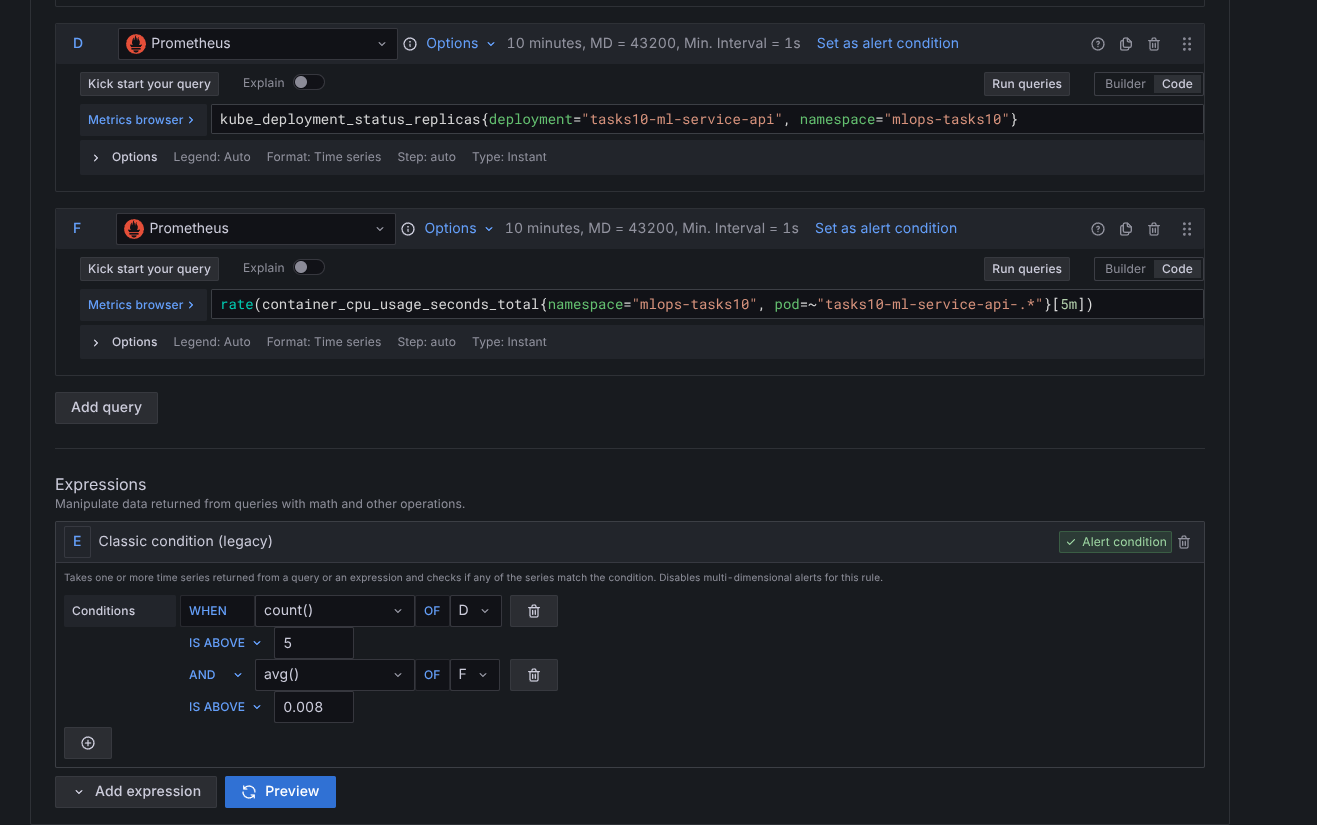 D Prometheus Options 10 minutes, MD = 43200, Min. Interval = 1s Set as alert condition
Kick start your query Explain Run queries Builder Code
Metrics browser > kube_deployment_status_replicas{deployment="tasks10-ml-service-api", namespace="mlops-tasks10"}
> Options Legend: Auto Format: Time series Step: auto Type: Instant
F Prometheus Options 10 minutes, MD = 43200, Min. Interval = 1s Set as alert condition
Kick start your query Explain Run queries Builder Code
Metrics browser > rate(container_cpu_usage_seconds_total{namespace="mlops-tasks10", pod=~"tasks10-ml-service-api-.*"}[5m])
> Options Legend: Auto Format: Time series Step: auto Type: Instant
Add query
Expressions
Manipulate data returned from queries with math and other operations.
E Classic condition (legacy) Alert condition
Takes one or more time series returned from a query or an expression and checks if any of the series match the condition. Disables multi-dimensional alerts for this rule.
Conditions WHEN count() OF D
IS ABOVE 5
AND avg() OF F
IS ABOVE 0.008
Add expression Preview